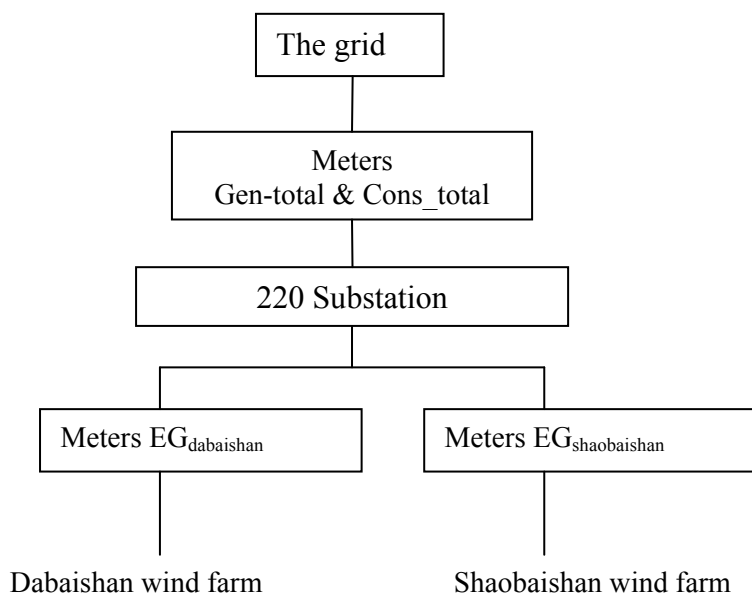 The grid
Meters
Gen-total & Cons_total
220 Substation
Meters EGdabaishan
Meters EGshaobaishan
Dabaishan wind farm
Shaobaishan wind farm